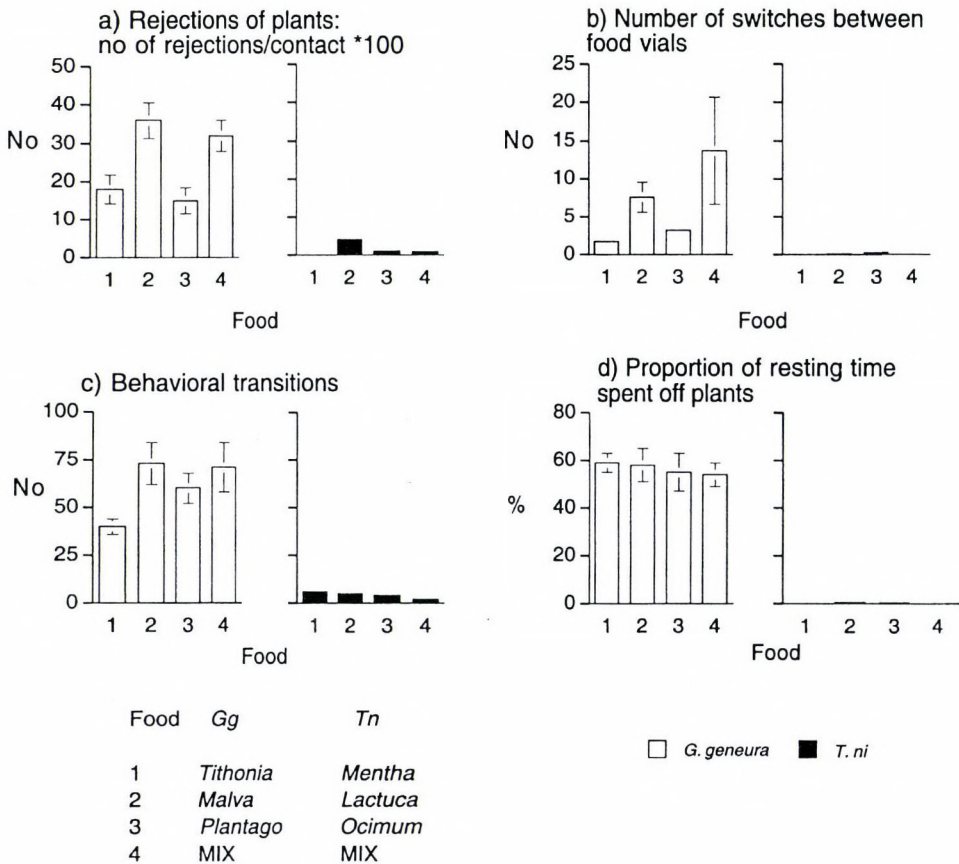 a) Rejections of plants:
no of rejections/contact *100
50
40
No
30
20
10
0
1 2 3 4
1 2 3 4
Food
b) Number of switches between
food vials
25
20
No
15
10
5
0
1 2 3 4
1 2 3 4
Food
c) Behavioral transitions
100
75
No
50
25
0
1 2 3 4
1 2 3 4
Food
d) Proportion of resting time
spent off plants
80
60
%
40
20
0
1 2 3 4
1 2 3 4
Food
Food Gg Tn
1 Tithonia Mentha
2 Malva Lactuca
3 Plantago Ocimum
4 MIX MIX
G. geneura T. ni